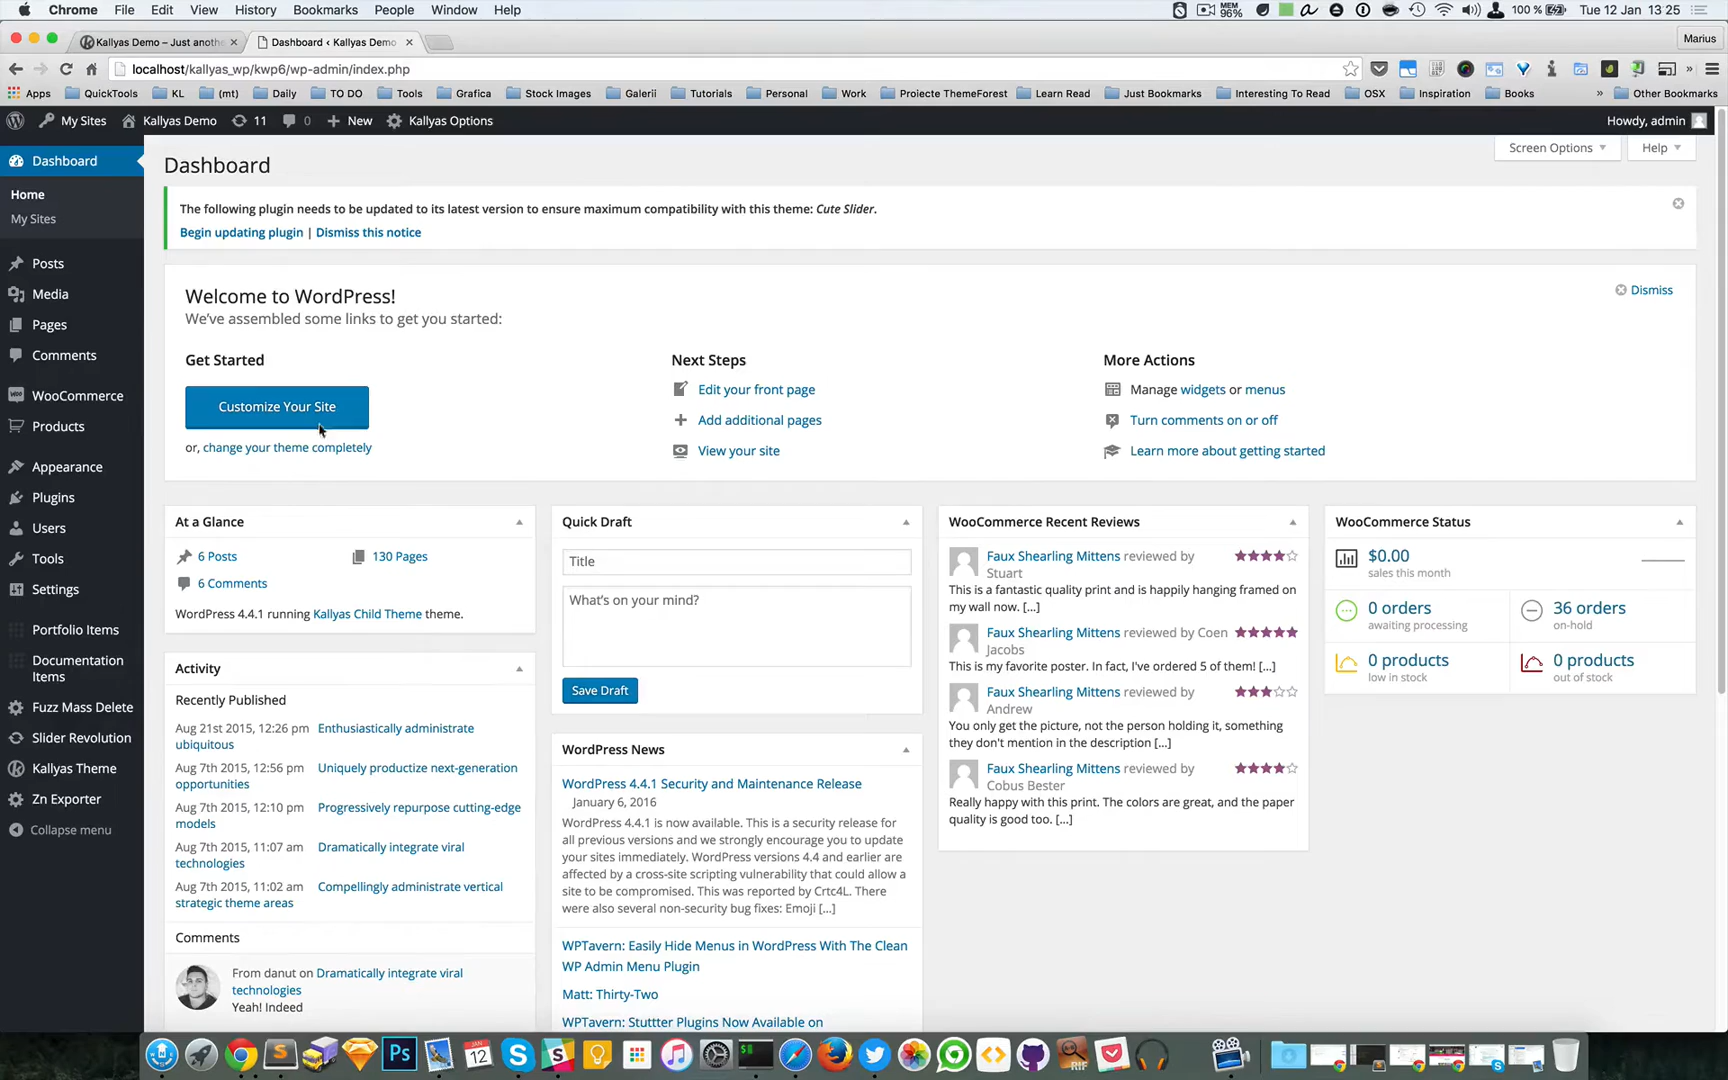 Chrome File Edit View History Bookmarks People Window Help
MEM 96% 100% Tue 12 Jan 13:25
Kallyas Demo – Just anothe
Dashboard ‹ Kallyas Demo
Marius
localhost/kallyas_wp/kwp6/wp-admin/index.php
Apps QuickTools KL (mt) Daily TO DO Tools Grafica Stock Images Galerii Tutorials Personal Work Proiecte ThemeForest Learn Read Just Bookmarks Interesting To Read OSX Inspiration Books » Other Bookmarks
My Sites Kallyas Demo 11 0 New Kallyas Options Howdy, admin
Dashboard
Home
My Sites
Posts
Media
Pages
Comments
WooCommerce
Products
Appearance
Plugins
Users
Tools
Settings
Portfolio Items
Documentation
Items
Fuzz Mass Delete
Slider Revolution
Kallyas Theme
Zn Exporter
Collapse menu
Screen Options Help
Dashboard
The following plugin needs to be updated to its latest version to ensure maximum compatibility with this theme: Cute Slider.
Begin updating plugin | Dismiss this notice
Welcome to WordPress!
We've assembled some links to get you started:
Dismiss
Get Started
Customize Your Site
or, change your theme completely
Next Steps
Edit your front page
Add additional pages
View your site
More Actions
Manage widgets or menus
Turn comments on or off
Learn more about getting started
At a Glance
6 Posts 130 Pages
6 Comments
WordPress 4.4.1 running Kallyas Child Theme theme.
Activity
Recently Published
Aug 21st 2015, 12:26 pm Enthusiastically administrate
ubiquitous
Aug 7th 2015, 12:56 pm Uniquely productize next-generation
opportunities
Aug 7th 2015, 12:10 pm Progressively repurpose cutting-edge
models
Aug 7th 2015, 11:07 am Dramatically integrate viral
technologies
Aug 7th 2015, 11:02 am Compellingly administrate vertical
strategic theme areas
Comments
From danut on Dramatically integrate viral
technologies
Yeah! Indeed
Quick Draft
Title
What's on your mind?
Save Draft
WordPress News
WordPress 4.4.1 Security and Maintenance Release
January 6, 2016
WordPress 4.4.1 is now available. This is a security release for
all previous versions and we strongly encourage you to update
your sites immediately. WordPress versions 4.4 and earlier are
affected by a cross-site scripting vulnerability that could allow a
site to be compromised. This was reported by Crtc4L. There
were also several non-security bug fixes: Emoji [...]
WPTavern: Easily Hide Menus in WordPress With The Clean
WP Admin Menu Plugin
Matt: Thirty-Two
WPTavern: Stuttter Plugins Now Available on
WooCommerce Recent Reviews
Faux Shearling Mittens reviewed by
Stuart
This is a fantastic quality print and is happily hanging framed on
my wall now. [...]
Faux Shearling Mittens reviewed by Coen
Jacobs
This is my favorite poster. In fact, I've ordered 5 of them! [...]
Faux Shearling Mittens reviewed by
Andrew
You only get the picture, not the person holding it, something
they don't mention in the description [...]
Faux Shearling Mittens reviewed by
Cobus Bester
Really happy with this print. The colors are great, and the paper
quality is good too. [...]
WooCommerce Status
$0.00
sales this month
0 orders
awaiting processing
36 orders
on-hold
0 products
low in stock
0 products
out of stock
Ps
JAN
12
RIF